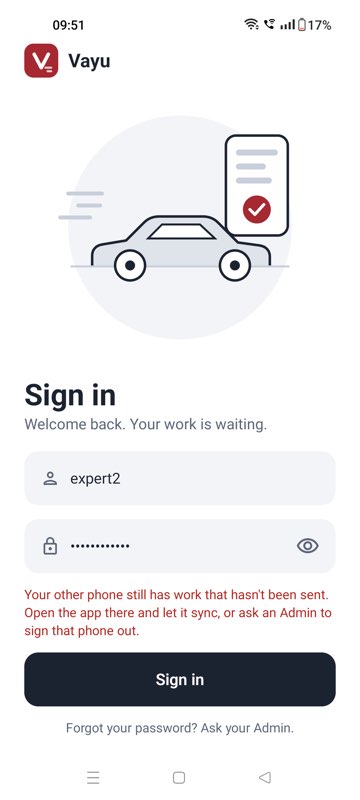 09:51
17%
Vayu
Sign in
Welcome back. Your work is waiting.
expert2
••••••••••••
Your other phone still has work that hasn't been sent.
Open the app there and let it sync, or ask an Admin to
sign that phone out.
Sign in
Forgot your password? Ask your Admin.